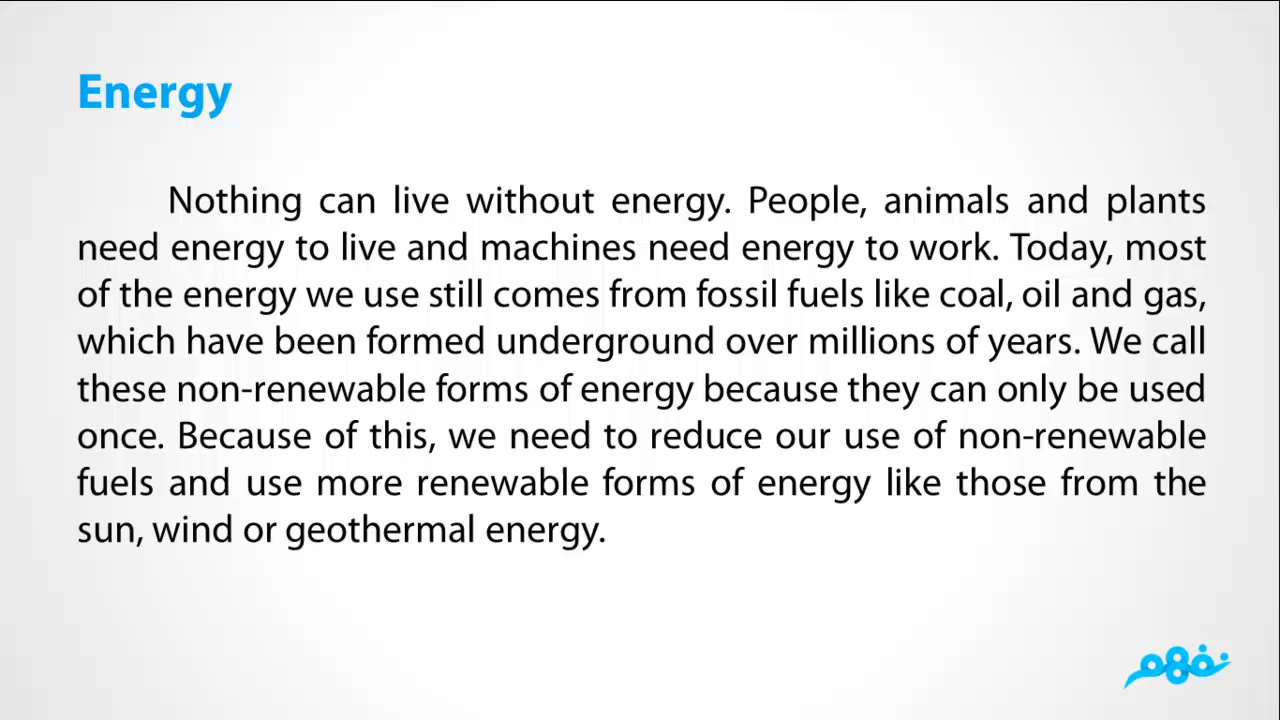 Energy
Nothing can live without energy. People, animals and plants
need energy to live and machines need energy to work. Today, most
of the energy we use still comes from fossil fuels like coal, oil and gas,
which have been formed underground over millions of years. We call
these non-renewable forms of energy because they can only be used
once. Because of this, we need to reduce our use of non-renewable
fuels and use more renewable forms of energy like those from the
sun, wind or geothermal energy.
نفهم